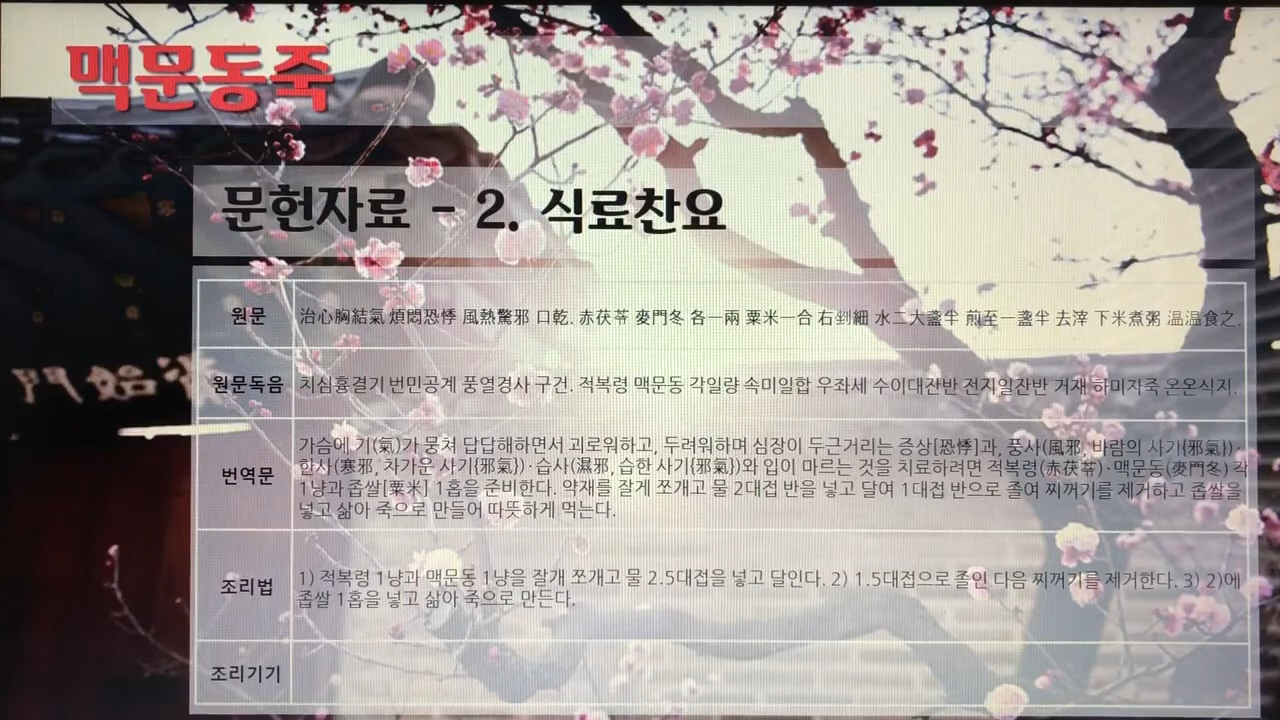 맥문동죽
문헌자료 - 2. 식료찬요
원문
治心胸結氣 煩悶恐悸 風熱驚邪 口乾. 赤茯苓 麥門冬 各一兩 粟米一合 右剉細 水二大盞半 煎至一盞半 去滓 下米煮粥 温温食之.
원문독음
치심흉결기 번민공계 풍열경사 구건. 적복령 맥문동 각일량 속미일합 우좌세 수이대잔반 전지일잔반 거재 하미자죽 온온식지.
번역문
가슴에 기(氣)가 뭉쳐 답답해하면서 괴로워하고, 두려워하며 심장이 두근거리는 증상[恐悸]과, 풍사(風邪, 바람의 사기{邪氣})·
한사(寒邪, 차가운 사기{邪氣})·습사(濕邪, 습한 사기{邪氣})와 입이 마르는 것을 치료하려면 적복령(赤茯苓)·맥문동(麥門冬) 각
1냥과 좁쌀[粟米] 1홉을 준비한다. 약재를 잘게 쪼개고 물 2대접 반을 넣고 달여 1대접 반으로 졸여 찌꺼기를 제거하고 좁쌀을
넣고 삶아 죽으로 만들어 따뜻하게 먹는다.
조리법
1) 적복령 1냥과 맥문동 1냥을 잘개 쪼개고 물 2.5대접을 넣고 달인다. 2) 1.5대접으로 졸인 다음 찌꺼기를 제거한다. 3) 2)에
좁쌀 1홉을 넣고 삶아 죽으로 만든다.
조리기기
門始